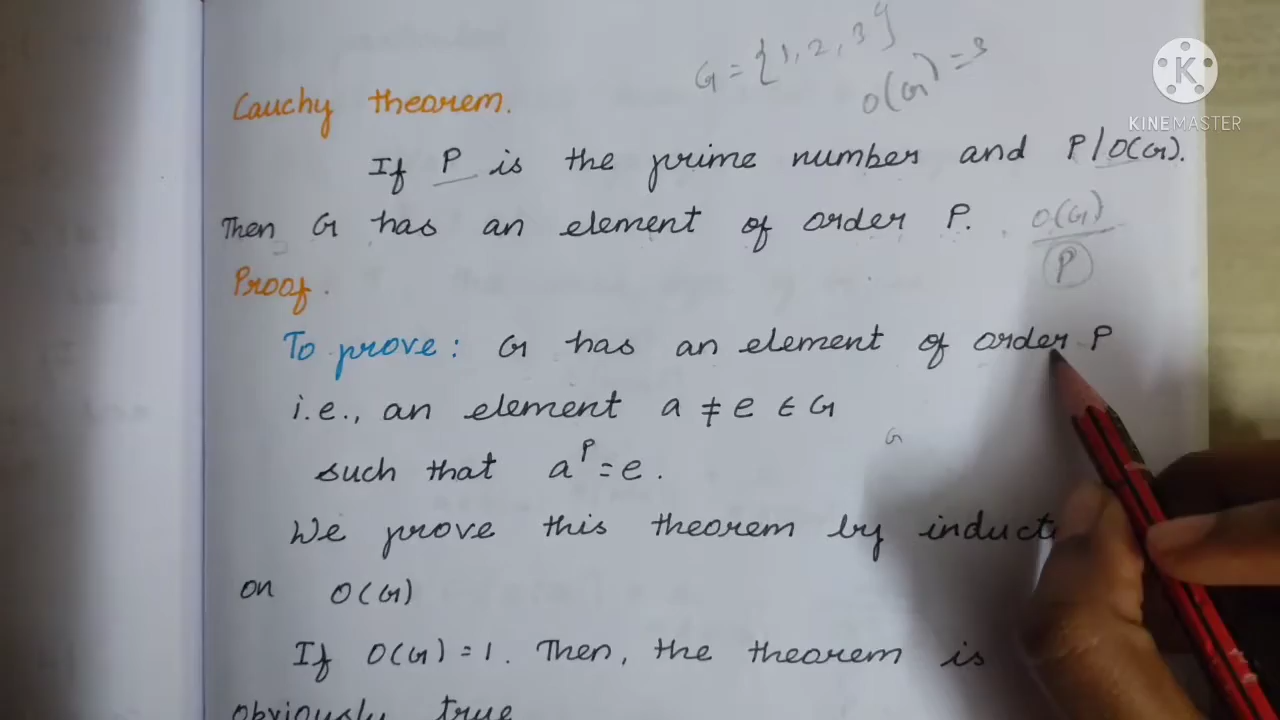 G = {1, 2, 3}
O(G) = 3
KINEMASTER
Cauchy theorem.
If P is the prime number and P/O(G).
Then G has an element of order P.
O(G)
P
Proof.
To prove: G has an element of order P
i.e., an element a ≠ e ∈ G
G
such that a^P = e.
We prove this theorem by induct
on O(G)
If O(G) = 1. Then, the theorem is
obviously true